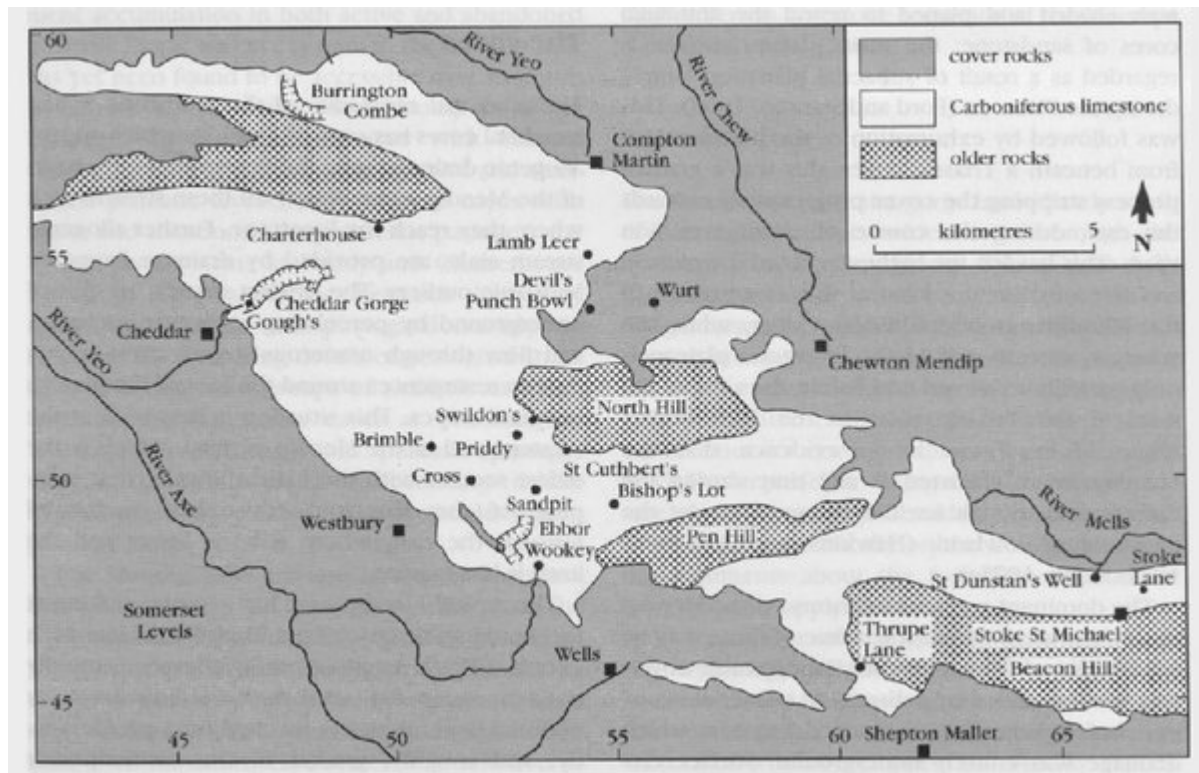 60
River Yeo
River Chew
cover rocks
Burrington
Combe
Carboniferous limestone
Compton
Martin
older rocks
Charterhouse
Lamb Leer
0 kilometres 5
N
55
Devil's
Punch Bowl
Wurt
Cheddar Gorge
Gough's
Cheddar
River Yeo
Chewton Mendip
North Hill
Swildon's
Brimble
Priddy
St Cuthbert's
Cross
50
Sandpit
Bishop's Lot
River Axe
Westbury
Ebbor
Pen Hill
River Mells
Wookey
Stoke
Lane
St Dunstan's Well
Somerset
Levels
Thrupe
Lane
Stoke St Michael
Wells
Beacon Hill
45
45
50
55
60
65
Shepton Mallet